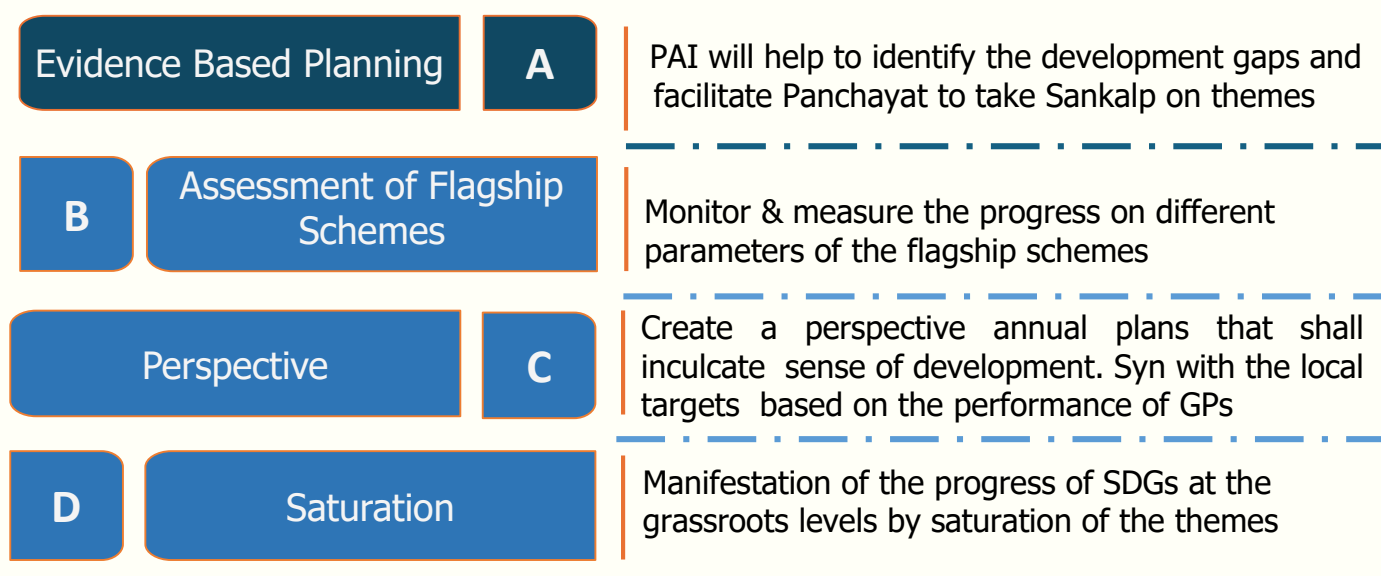 Evidence Based Planning
A
PAI will help to identify the development gaps and
facilitate Panchayat to take Sankalp on themes
B
Assessment of Flagship
Schemes
Monitor & measure the progress on different
parameters of the flagship schemes
Perspective
C
Create a perspective annual plans that shall
inculcate sense of development. Syn with the local
targets based on the performance of GPs
D
Saturation
Manifestation of the progress of SDGs at the
grassroots levels by saturation of the themes